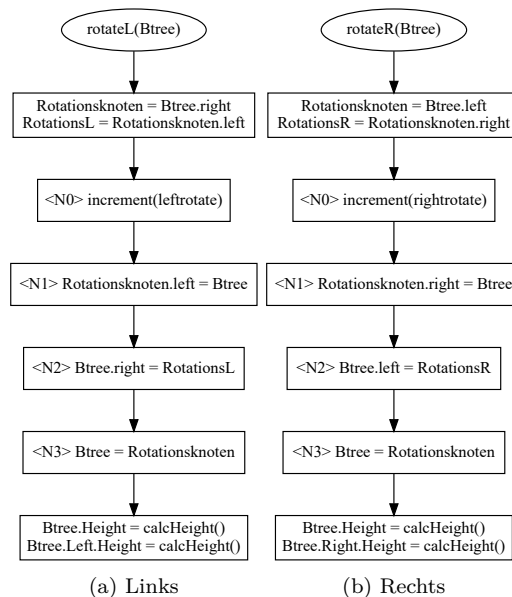 rotateL(Btree)
Rotationsknoten = Btree.right
RotationsL = Rotationsknoten.left
<N0> increment(leftrotate)
<N1> Rotationsknoten.left = Btree
<N2> Btree.right = RotationsL
<N3> Btree = Rotationsknoten
Btree.Height = calcHeight()
Btree.Left.Height = calcHeight()
(a) Links
rotateR(Btree)
Rotationsknoten = Btree.left
RotationsR = Rotationsknoten.right
<N0> increment(rightrotate)
<N1> Rotationsknoten.right = Btree
<N2> Btree.left = RotationsR
<N3> Btree = Rotationsknoten
Btree.Height = calcHeight()
Btree.Right.Height = calcHeight()
(b) Rechts